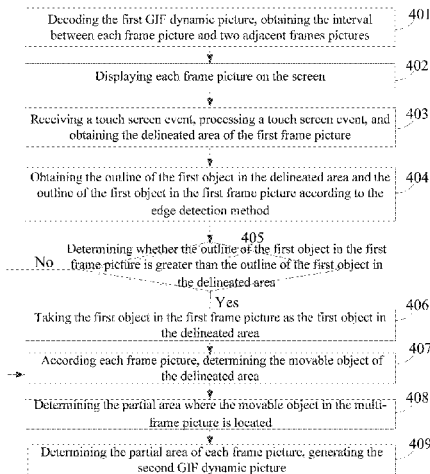 Decoding the first GIF dynamic picture, obtaining the interval
between each frame picture and two adjacent frames pictures
401
Displaying each frame picture on the screen
402
Receiving a touch screen event, processing a touch screen event, and
obtaining the delineated area of the first frame picture
403
Obtaining the outline of the first object in the delineated area and the
outline of the first object in the first frame picture according to the
edge detection method
404
405
Determining whether the outline of the first object in the first
frame picture is greater than the outline of the first object in
the delineated area
No
Yes
Taking the first object in the first frame picture as the first object in
the delineated area
406
According each frame picture, determining the movable object of
the delineated area
407
Determining the partial area where the movable object in the multi-
frame picture is located
408
Determining the partial area of each frame picture, generating the
second GIF dynamic picture
409